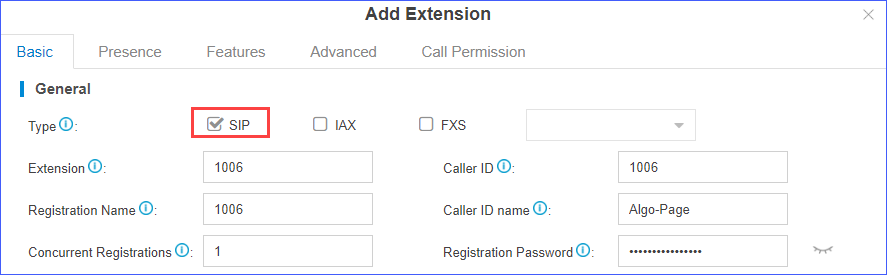 Add Extension
Basic Presence Features Advanced Call Permission
General
Type : SIP IAX FXS
Extension : 1006 Caller ID : 1006
Registration Name : 1006 Caller ID name : Algo-Page
Concurrent Registrations : 1 Registration Password : ••••••••••••••••